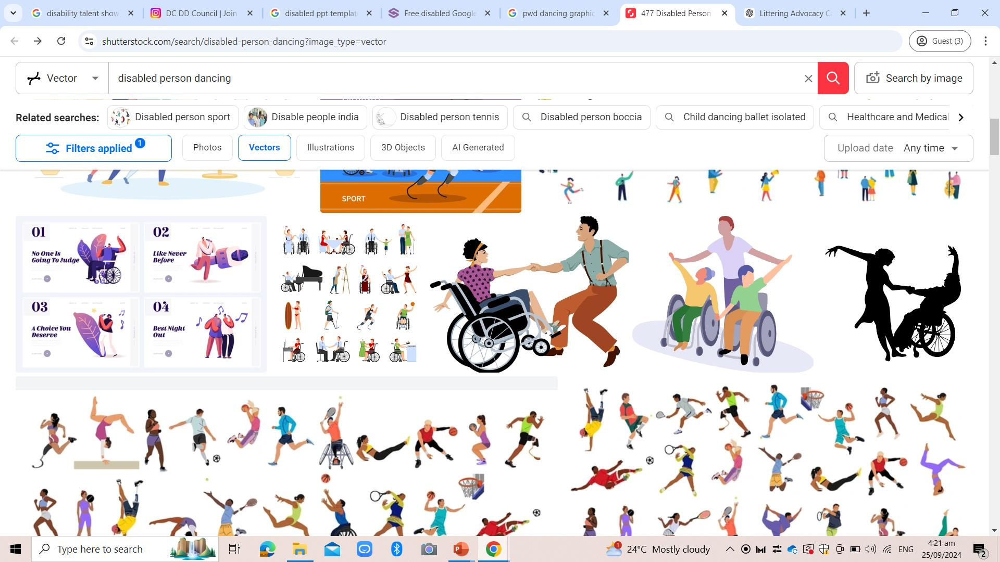 disability talent show
DC DD Council | Join
disabled ppt templat
Free disabled Google
pwd dancing graphic
477 Disabled Person
Littering Advocacy C
shutterstock.com/search/disabled-person-dancing?image_type=vector
Guest (3)
Vector
disabled person dancing
Search by image
Related searches:
Disabled person sport
Disable people india
Disabled person tennis
Disabled person boccia
Child dancing ballet isolated
Healthcare and Medical
Filters applied 1
Photos
Vectors
Illustrations
3D Objects
AI Generated
Upload date Any time
SPORT
01
No One Is
Going To Judge
02
Like Never
Before
03
A Choice You
Deserve
04
Best Night
Out
Type here to search
1
24°C Mostly cloudy
ENG
4:21 am
25/09/2024
2